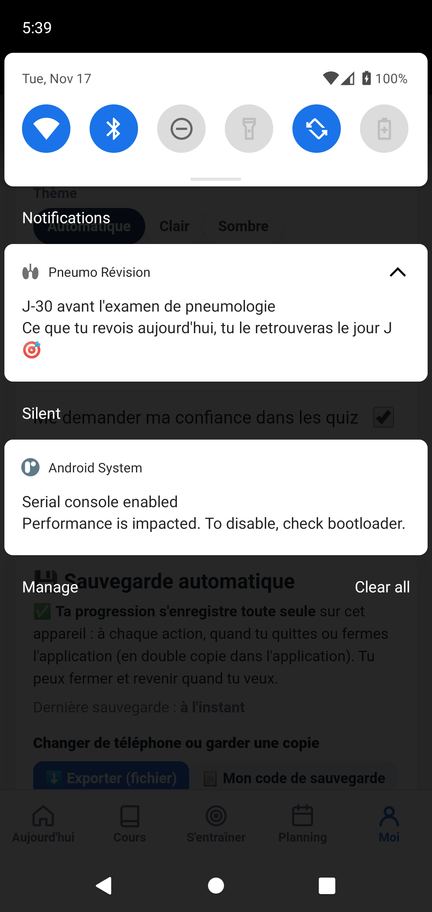 5:39
Tue, Nov 17
100%
Thème
Notifications
Automatique Clair Sombre
Pneumo Révision
J-30 avant l'examen de pneumologie
Ce que tu revois aujourd'hui, tu le retrouveras le jour J
🎯
Silent
demander ma confiance dans les quiz
Android System
Serial console enabled
Performance is impacted. To disable, check bootloader.
💾 Sauvegarde automatique
Manage
Clear all
✅ Ta progression s'enregistre toute seule sur cet
appareil : à chaque action, quand tu quittes ou fermes
l'application (en double copie dans l'application). Tu
peux fermer et revenir quand tu veux.
Dernière sauvegarde : à l'instant
Changer de téléphone ou garder une copie
Exporter (fichier)
Mon code de sauvegarde
Aujourd'hui
Cours
S'entraîner
Planning
Moi